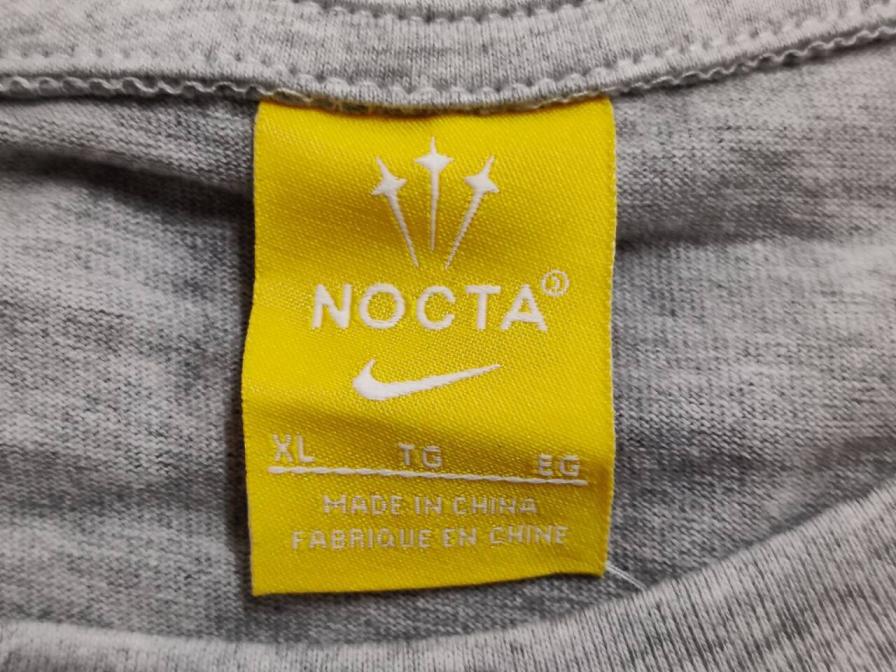 NOCTA
XL TG EG
MADE IN CHINA
FABRIQUE EN CHINE